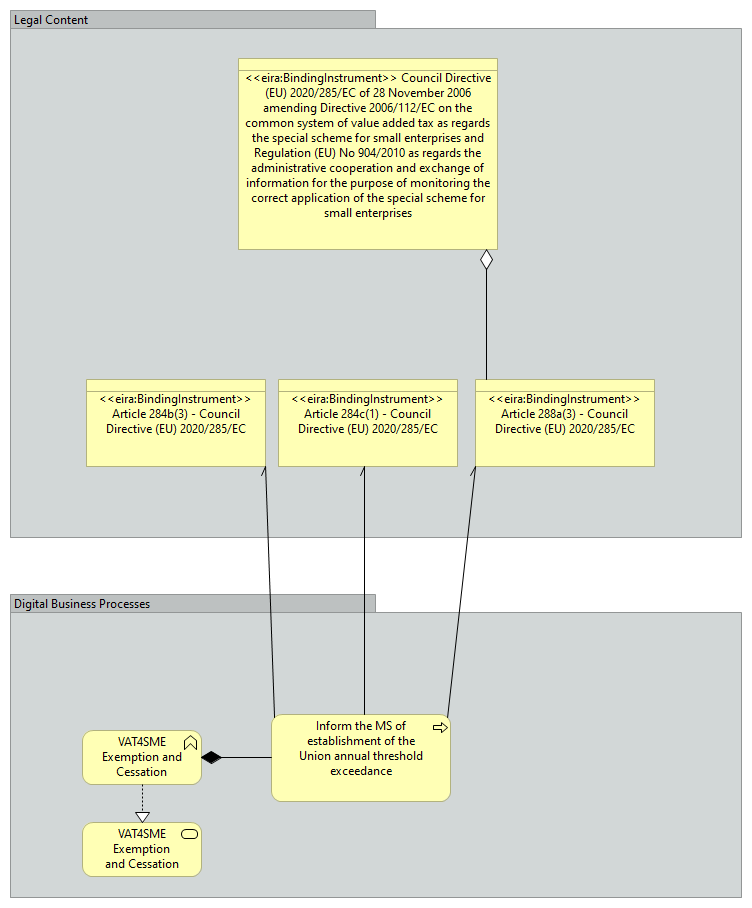 Legal Content
<<eira:BindingInstrument>> Council Directive
(EU) 2020/285/EC of 28 November 2006
amending Directive 2006/112/EC on the
common system of value added tax as regards
the special scheme for small enterprises and
Regulation (EU) No 904/2010 as regards the
administrative cooperation and exchange of
information for the purpose of monitoring the
correct application of the special scheme for
small enterprises
<<eira:BindingInstrument>>
Article 284b(3) - Council
Directive (EU) 2020/285/EC
<<eira:BindingInstrument>>
Article 284c(1) - Council
Directive (EU) 2020/285/EC
<<eira:BindingInstrument>>
Article 288a(3) - Council
Directive (EU) 2020/285/EC
Digital Business Processes
Inform the MS of
establishment of the
Union annual threshold
exceedance
VAT4SME
Exemption and
Cessation
VAT4SME
Exemption
and Cessation